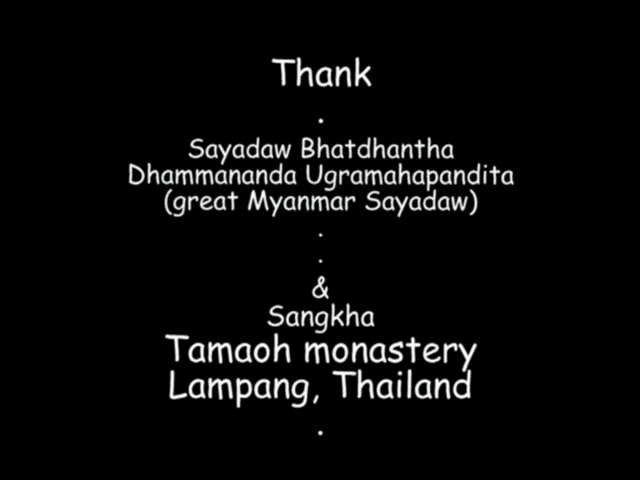 Thank
.
Sayadaw Bhatdhantha
Dhammananda Ugramahapandita
(great Myanmar Sayadaw)
.
.
&
Sangkha
Tamaoh monastery
Lampang, Thailand
.